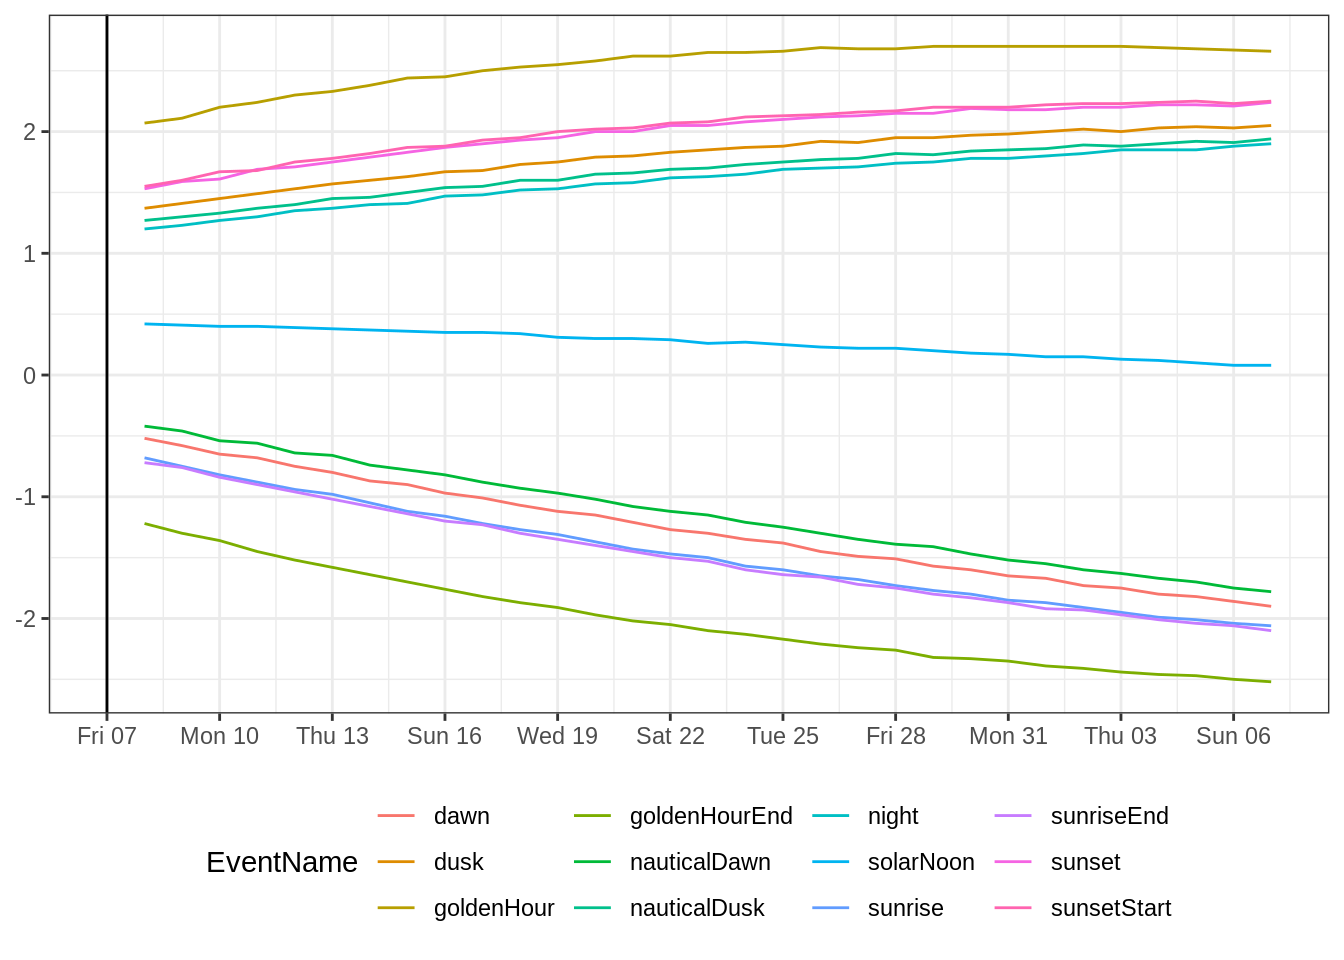 2
1
0
-1
-2
Fri 07 Mon 10 Thu 13 Sun 16 Wed 19 Sat 22 Tue 25 Fri 28 Mon 31 Thu 03 Sun 06
EventName
dawn goldenHourEnd night sunriseEnd
dusk nauticalDawn solarNoon sunset
goldenHour nauticalDusk sunrise sunsetStart